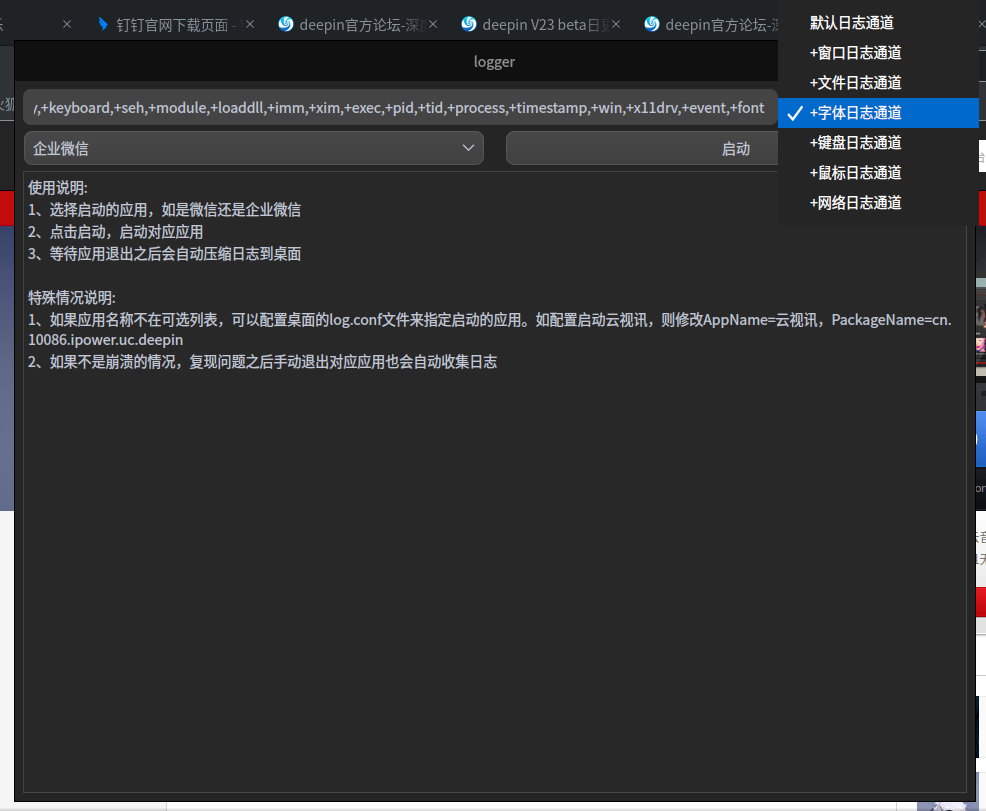 钉钉官网下载页面 -
deepin官方论坛-深度
deepin V23 beta日
deepin官方论坛-深
logger
,+keyboard,+seh,+module,+loaddll,+imm,+xim,+exec,+pid,+tid,+process,+timestamp,+win,+x11drv,+event,+font
默认日志通道
+窗口日志通道
+文件日志通道
+字体日志通道
+键盘日志通道
+鼠标日志通道
+网络日志通道
企业微信
启动
使用说明:
1、选择启动的应用，如是微信还是企业微信
2、点击启动，启动对应应用
3、等待应用退出之后会自动压缩日志到桌面
特殊情况说明:
1、如果应用名称不在可选列表，可以配置桌面的log.conf文件来指定启动的应用。如配置启动云视讯，则修改AppName=云视讯，PackageName=cn.
10086.ipower.uc.deepin
2、如果不是崩溃的情况，复现问题之后手动退出对应应用也会自动收集日志